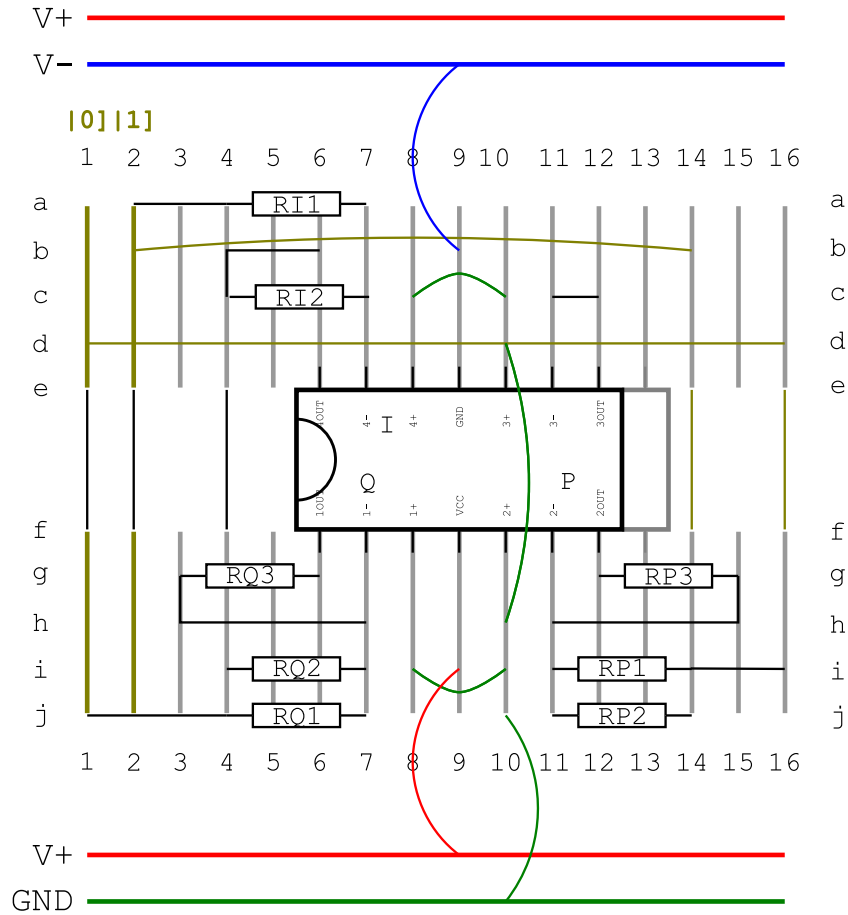 V+
V-
|0]|1]
1 2 3 4 5 6 7 8 9 10 11 12 13 14 15 16
a RI1 a
b b
c RI2 c
d d
e e
4- 4+ GND 3+ 3- 3OUT
I
Q P
1OUT 1- 1+ VCC 2+ 2- 2OUT
f f
g RQ3 RP3 g
h h
i RQ2 RP1 i
j RQ1 RP2 j
1 2 3 4 5 6 7 8 9 10 11 12 13 14 15 16
V+
GND